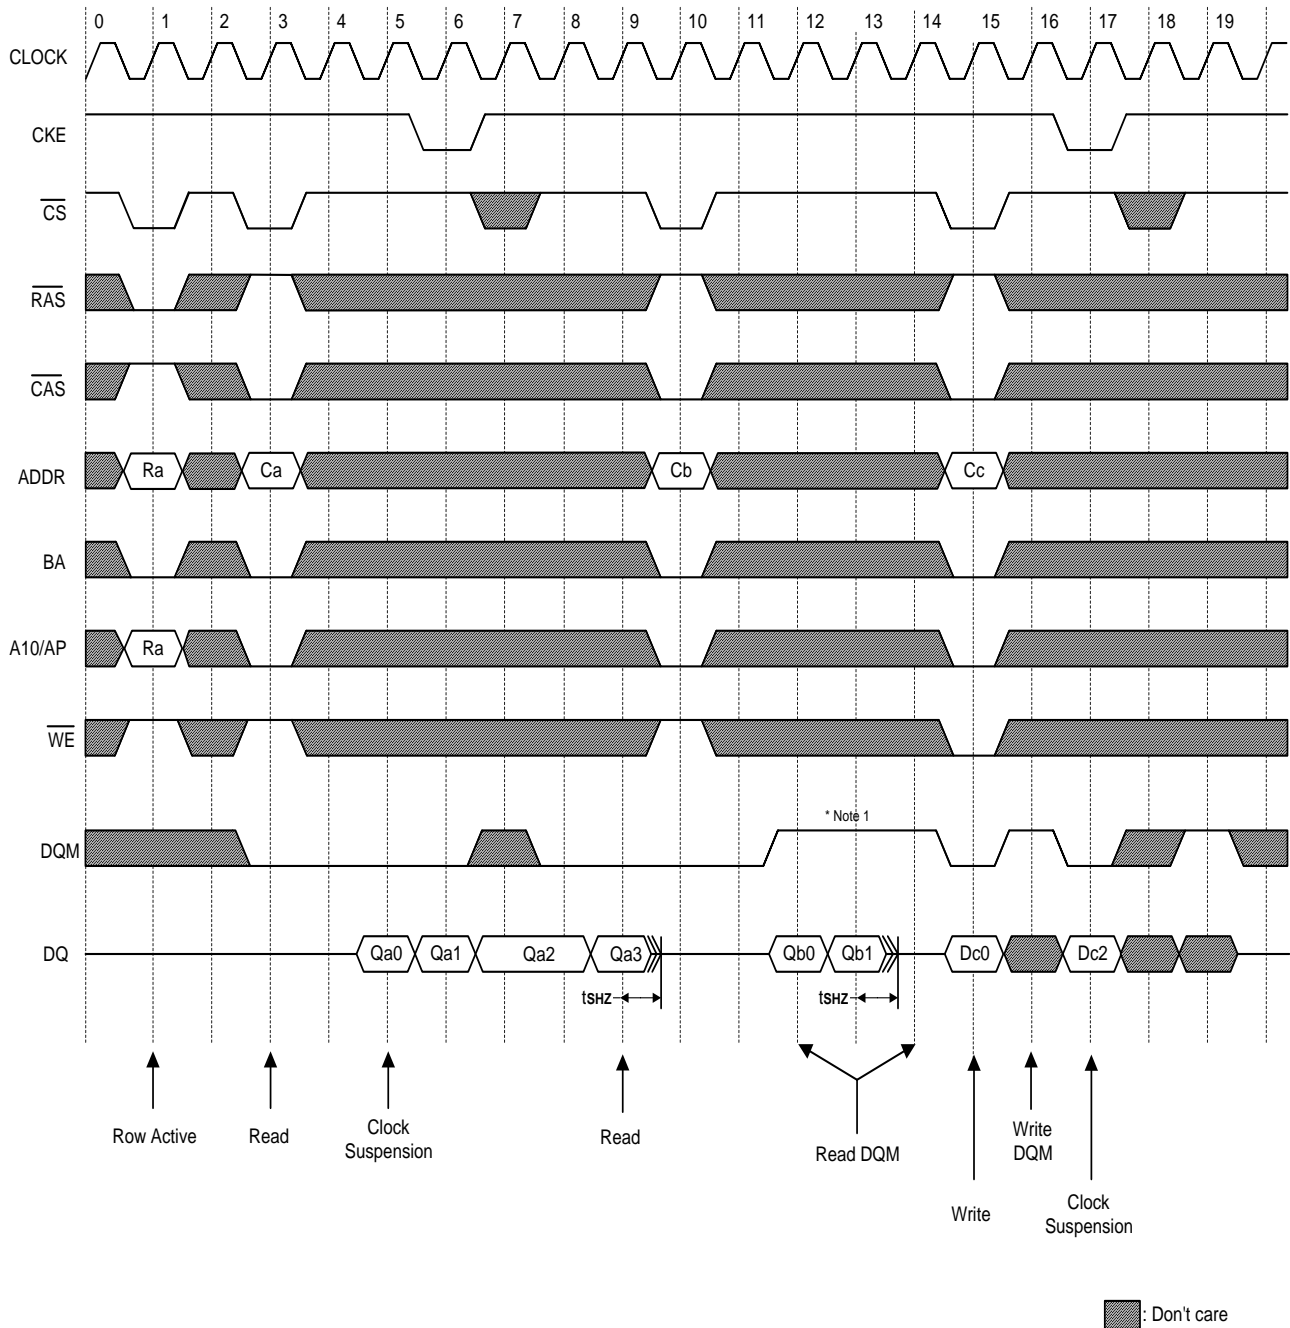 0 1 2 3 4 5 6 7 8 9 10 11 12 13 14 15 16 17 18 19
CLOCK
CKE
CS
RAS
CAS
ADDR Ra Ca Cb Cc
BA
A10/AP Ra
WE
* Note 1
DQM
DQ Qa0 Qa1 Qa2 Qa3 Qb0 Qb1 Dc0 Dc2
tSHZ tSHZ
Row Active Read Clock Suspension Read Read DQM Write Write DQM Clock Suspension
: Don't care